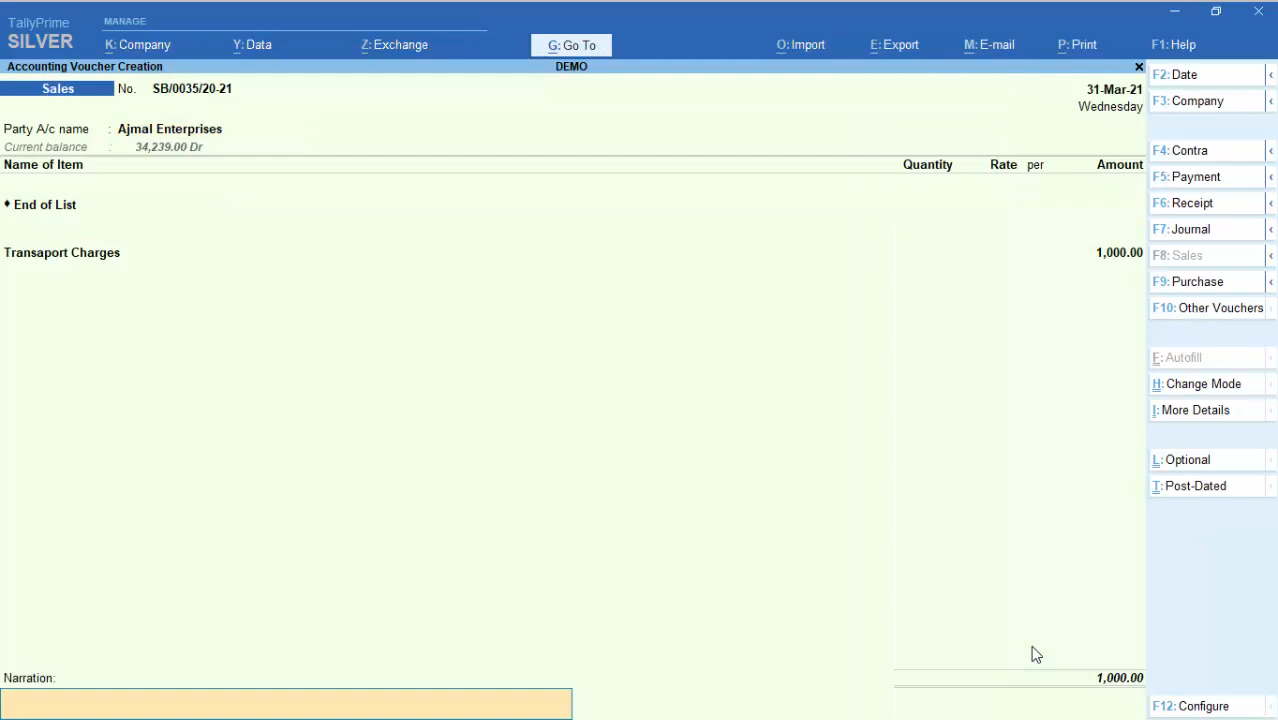 TallyPrime
SILVER
MANAGE
K: Company
Y: Data
Z: Exchange
G: Go To
O: Import
E: Export
M: E-mail
P: Print
F1: Help
Accounting Voucher Creation
DEMO
Sales No. SB/0035/20-21
31-Mar-21
Wednesday
Party A/c name : Ajmal Enterprises
Current balance : 34,239.00 Dr
Name of Item Quantity Rate per Amount
♦ End of List
Transaport Charges 1,000.00
Narration: 1,000.00
F2: Date
F3: Company
F4: Contra
F5: Payment
F6: Receipt
F7: Journal
F8: Sales
F9: Purchase
F10: Other Vouchers
F: Autofill
H: Change Mode
I: More Details
L: Optional
T: Post-Dated
F12: Configure